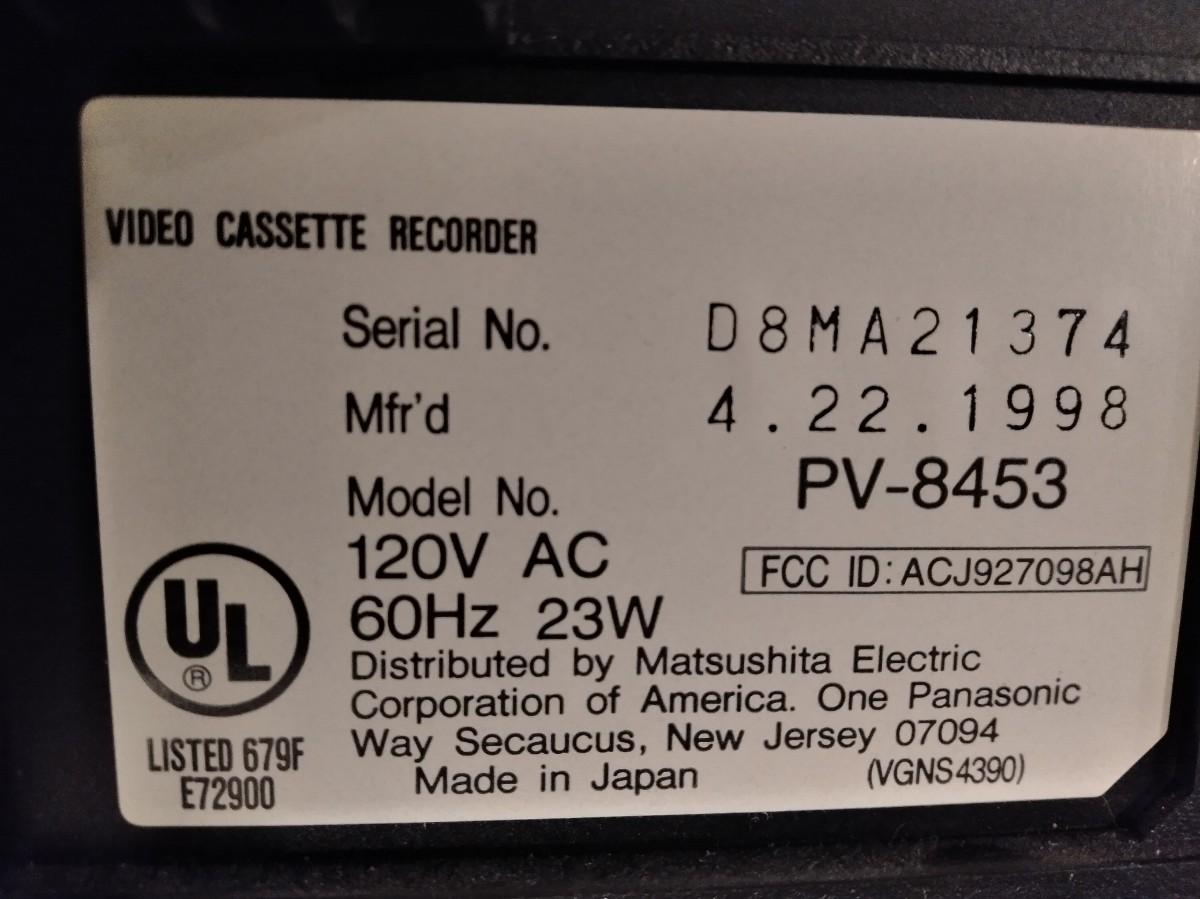 VIDEO CASSETTE RECORDER
Serial No. D8MA21374
Mfr'd 4.22.1998
Model No. PV-8453
120V AC
FCC ID: ACJ927098AH
60Hz 23W
UL
®
LISTED 679F
E72900
Distributed by Matsushita Electric
Corporation of America. One Panasonic
Way Secaucus, New Jersey 07094
Made in Japan (VGNS4390)